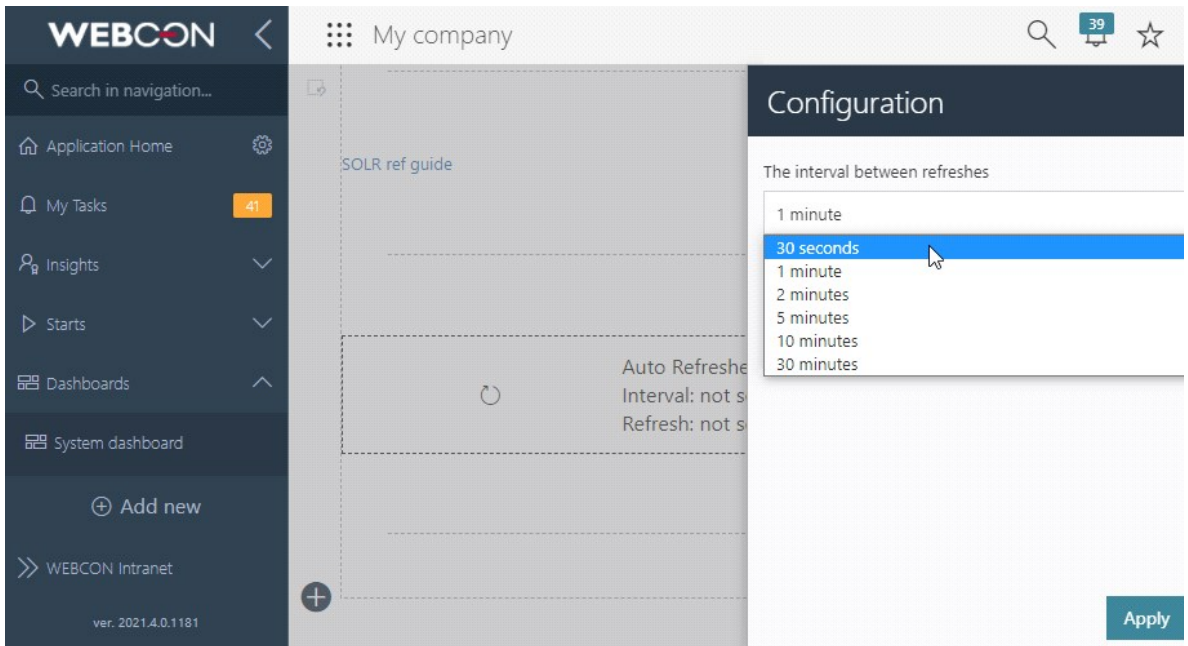 WEBCON
My company
39
Search in navigation...
Application Home
My Tasks
41
Insights
Starts
Dashboards
System dashboard
Add new
WEBCON Intranet
ver. 2021.4.0.1181
SOLR ref guide
Auto Refreshe
Interval: not s
Refresh: not s
Configuration
The interval between refreshes
1 minute
30 seconds
1 minute
2 minutes
5 minutes
10 minutes
30 minutes
Apply